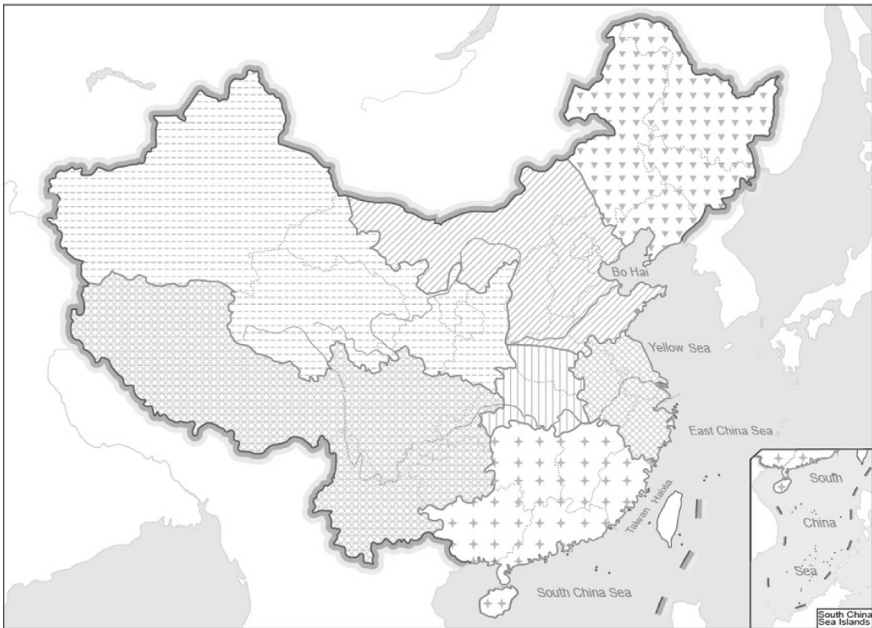 Bo Hai
Yellow Sea
East China Sea
Taiwan Haixia
South
China
Sea
South China Sea
South China
Sea Islands